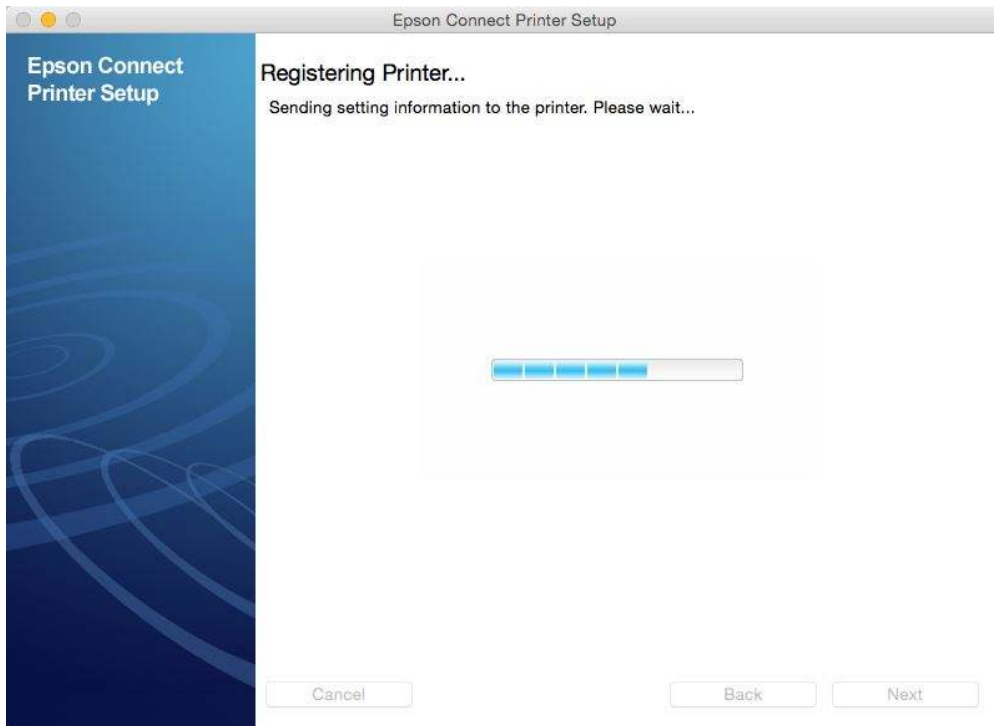 Epson Connect Printer Setup
Epson Connect
Printer Setup
Registering Printer...
Sending setting information to the printer. Please wait...
Cancel
Back
Next